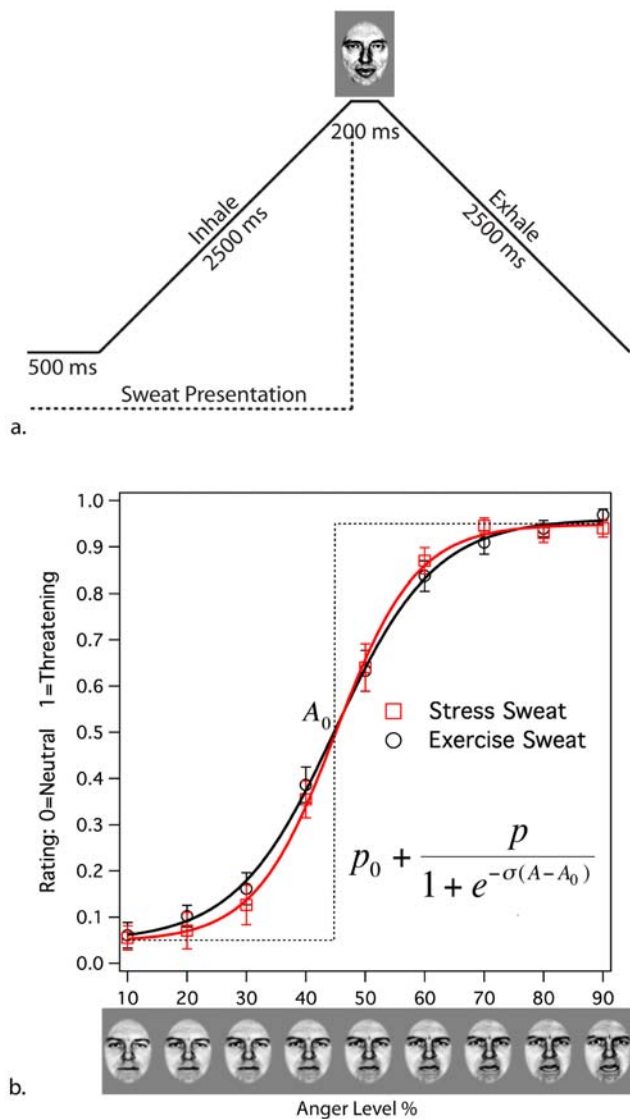 200 ms
Inhale
2500 ms
Exhale
2500 ms
500 ms
Sweat Presentation
a.
Rating: 0=Neutral 1=Threatening
1.0
0.9
0.8
0.7
0.6
0.5
0.4
0.3
0.2
0.1
0.0
A₀
Stress Sweat
Exercise Sweat
p₀ + p / (1 + e^{-σ(A-A₀)})
10 20 30 40 50 60 70 80 90
b.
Anger Level %